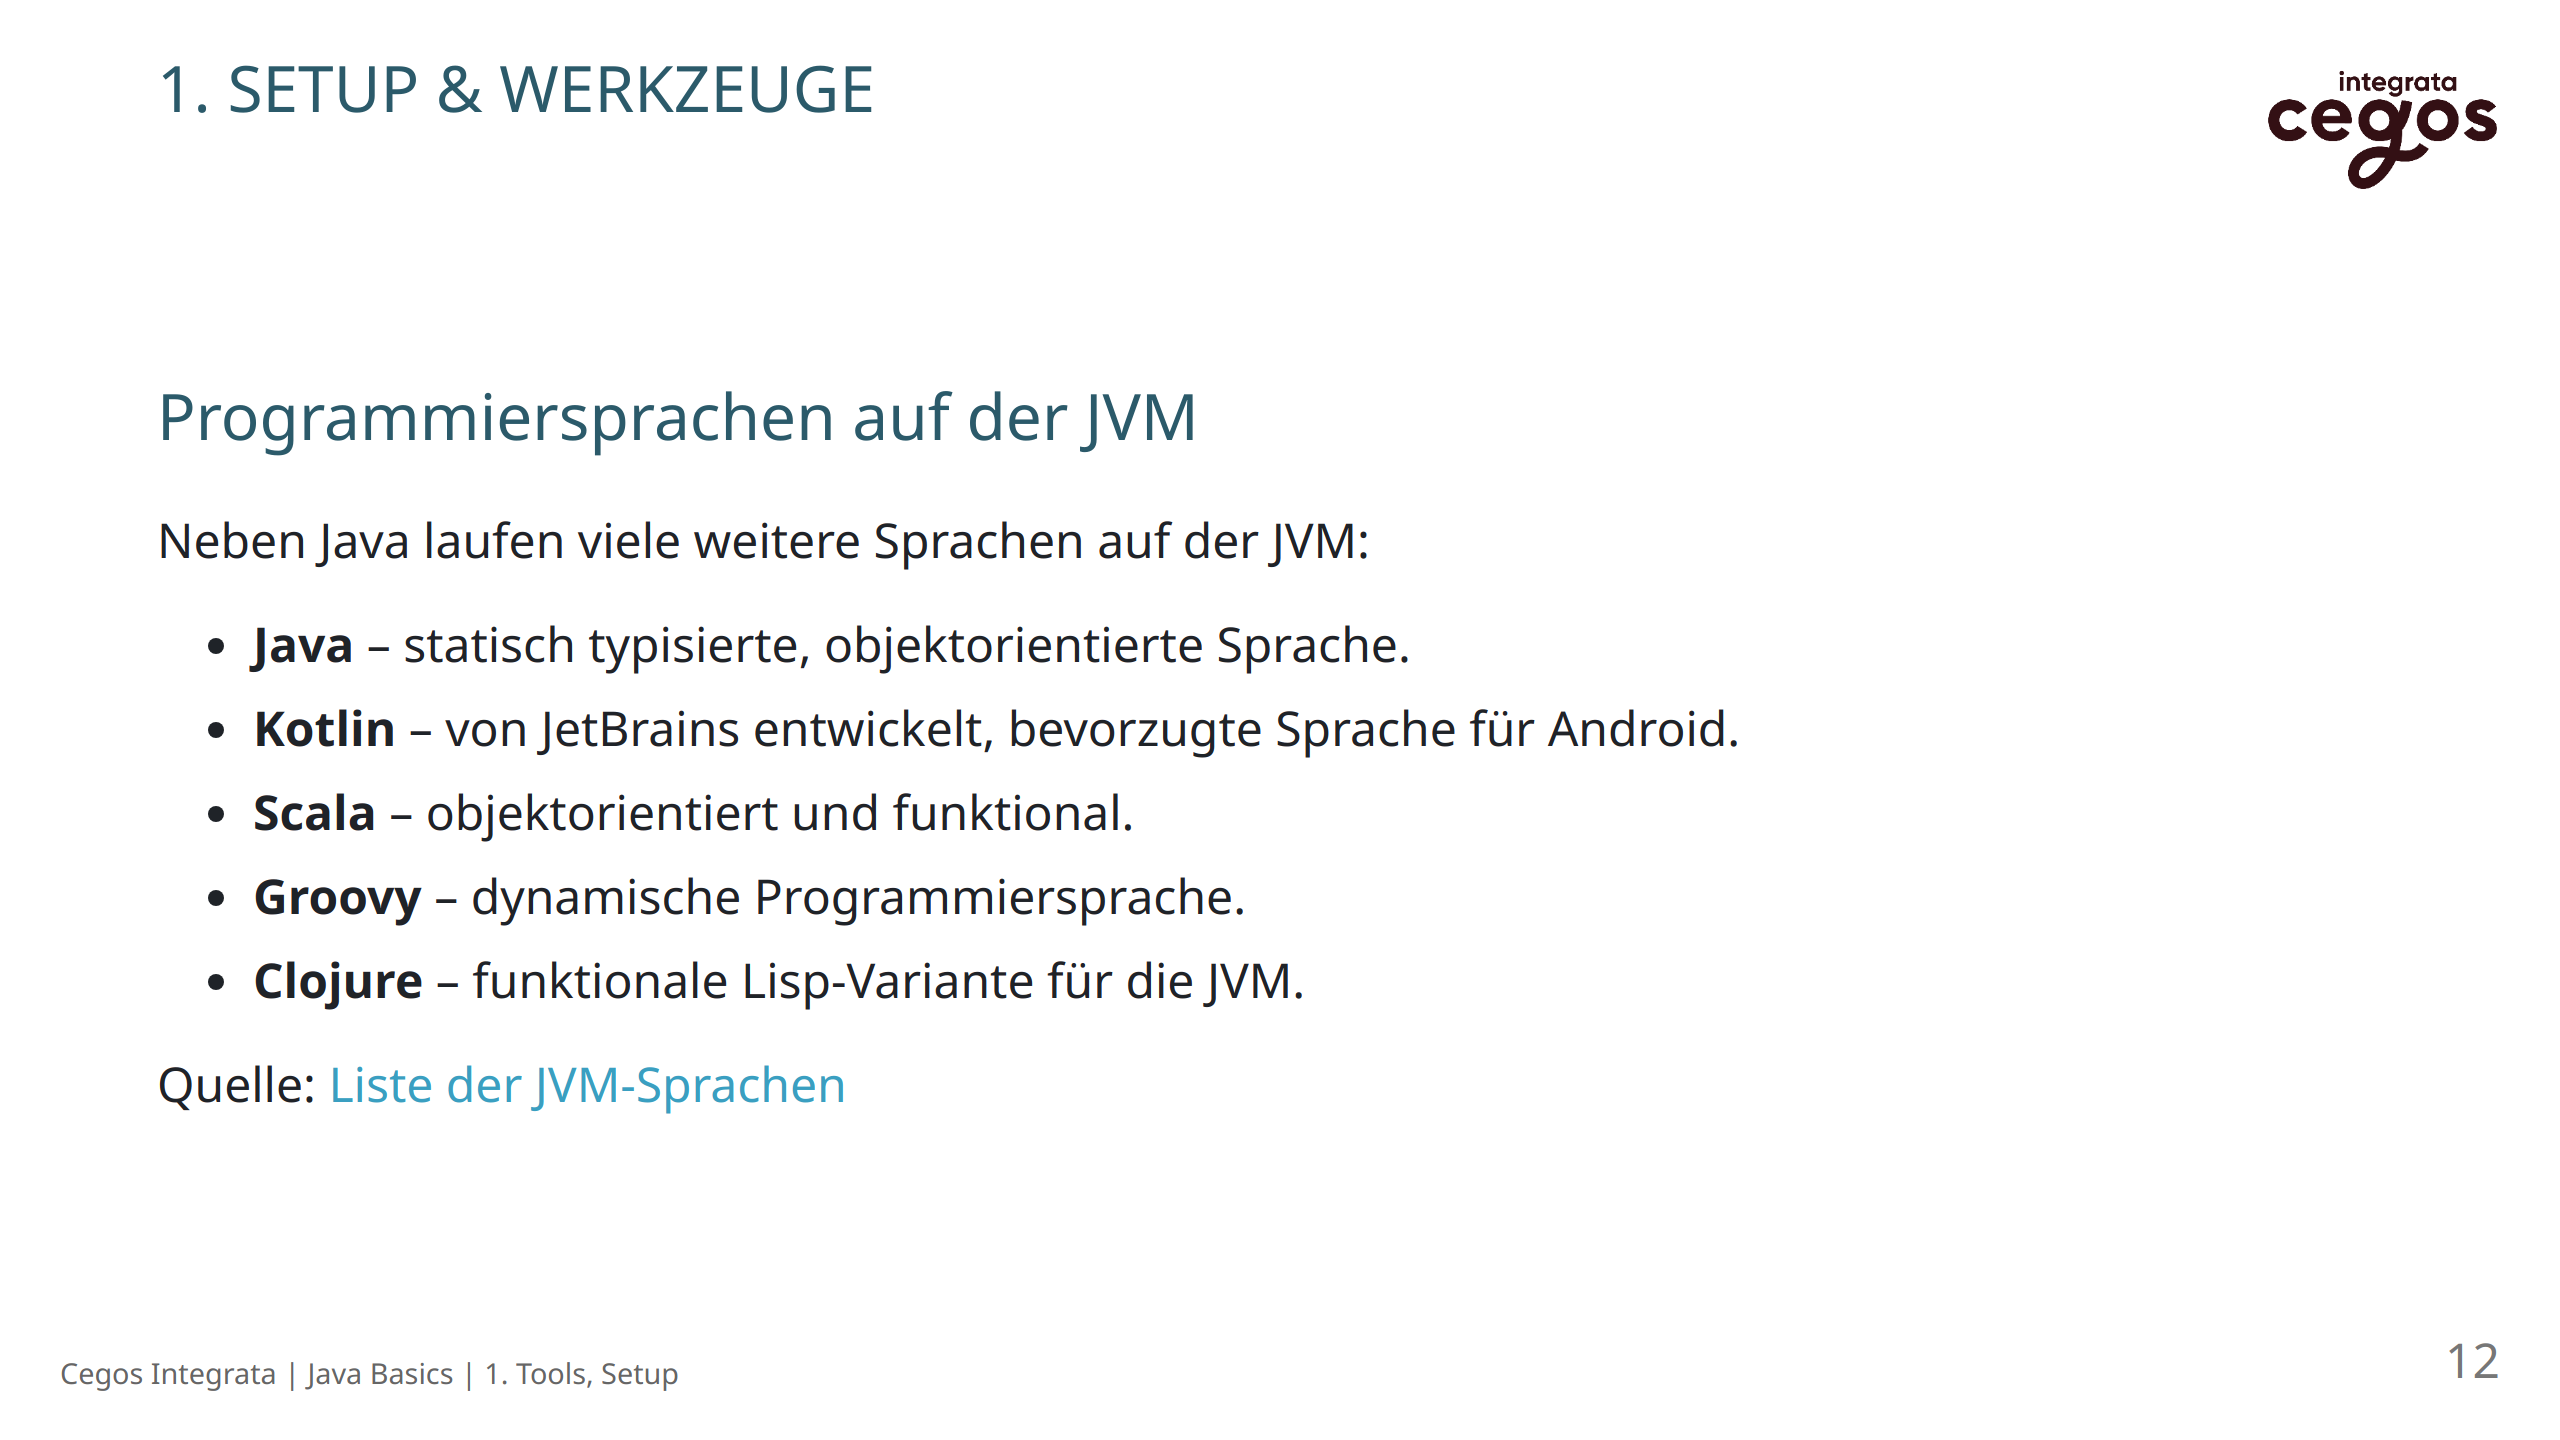 1. SETUP & WERKZEUGE
integrata
cegos
Programmiersprachen auf der JVM
Neben Java laufen viele weitere Sprachen auf der JVM:
• Java – statisch typisierte, objektorientierte Sprache.
• Kotlin – von JetBrains entwickelt, bevorzugte Sprache für Android.
• Scala – objektorientiert und funktional.
• Groovy – dynamische Programmiersprache.
• Clojure – funktionale Lisp-Variante für die JVM.
Quelle: Liste der JVM-Sprachen
Cegos Integrata | Java Basics | 1. Tools, Setup
12